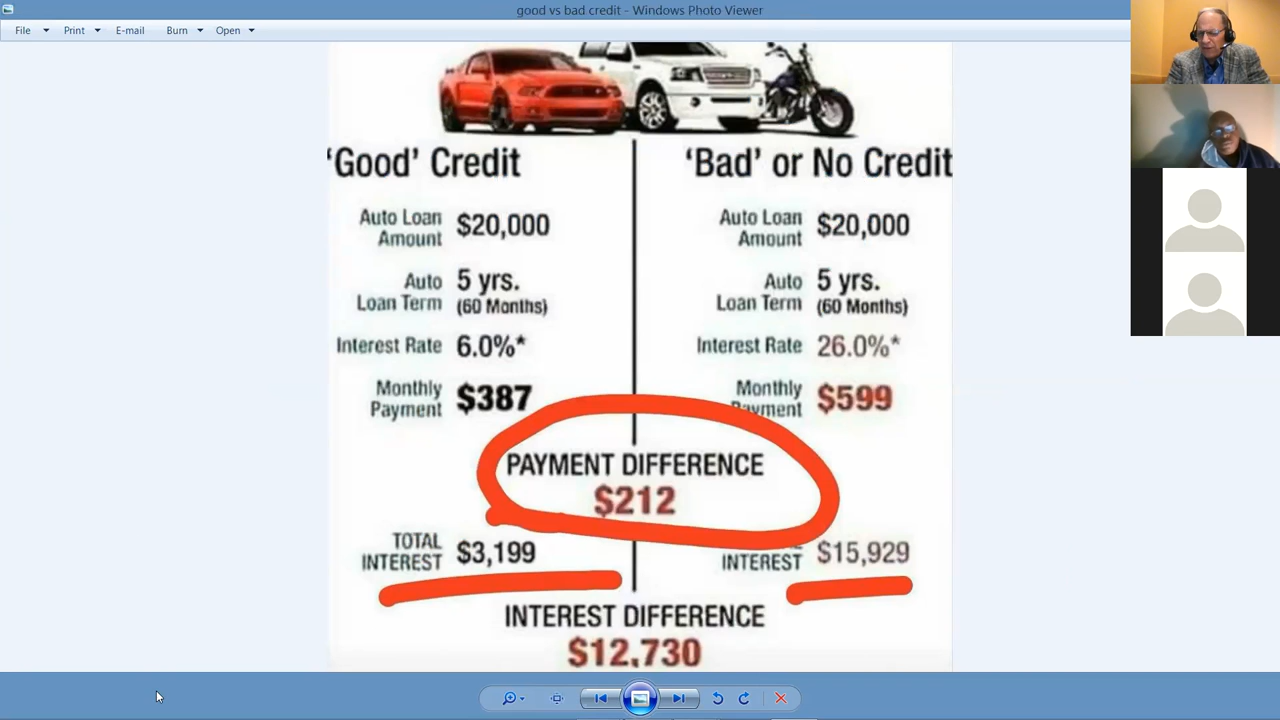 good vs bad credit - Windows Photo Viewer
File Print E-mail Burn Open
'Good' Credit
Auto Loan Amount $20,000
Auto Loan Term 5 yrs. (60 Months)
Interest Rate 6.0%*
Monthly Payment $387
'Bad' or No Credit
Auto Loan Amount $20,000
Auto Loan Term 5 yrs. (60 Months)
Interest Rate 26.0%*
Monthly Payment $599
PAYMENT DIFFERENCE
$212
TOTAL INTEREST $3,199
INTEREST $15,929
INTEREST DIFFERENCE
$12,730